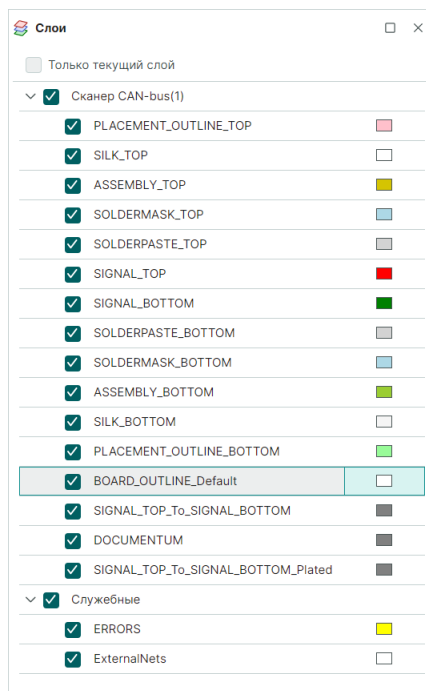 Слои
Только текущий слой
Сканер CAN-bus(1)
PLACEMENT_OUTLINE_TOP
SILK_TOP
ASSEMBLY_TOP
SOLDERMASK_TOP
SOLDERPASTE_TOP
SIGNAL_TOP
SIGNAL_BOTTOM
SOLDERPASTE_BOTTOM
SOLDERMASK_BOTTOM
ASSEMBLY_BOTTOM
SILK_BOTTOM
PLACEMENT_OUTLINE_BOTTOM
BOARD_OUTLINE_Default
SIGNAL_TOP_To_SIGNAL_BOTTOM
DOCUMENTUM
SIGNAL_TOP_To_SIGNAL_BOTTOM_Plated
Служебные
ERRORS
ExternalNets